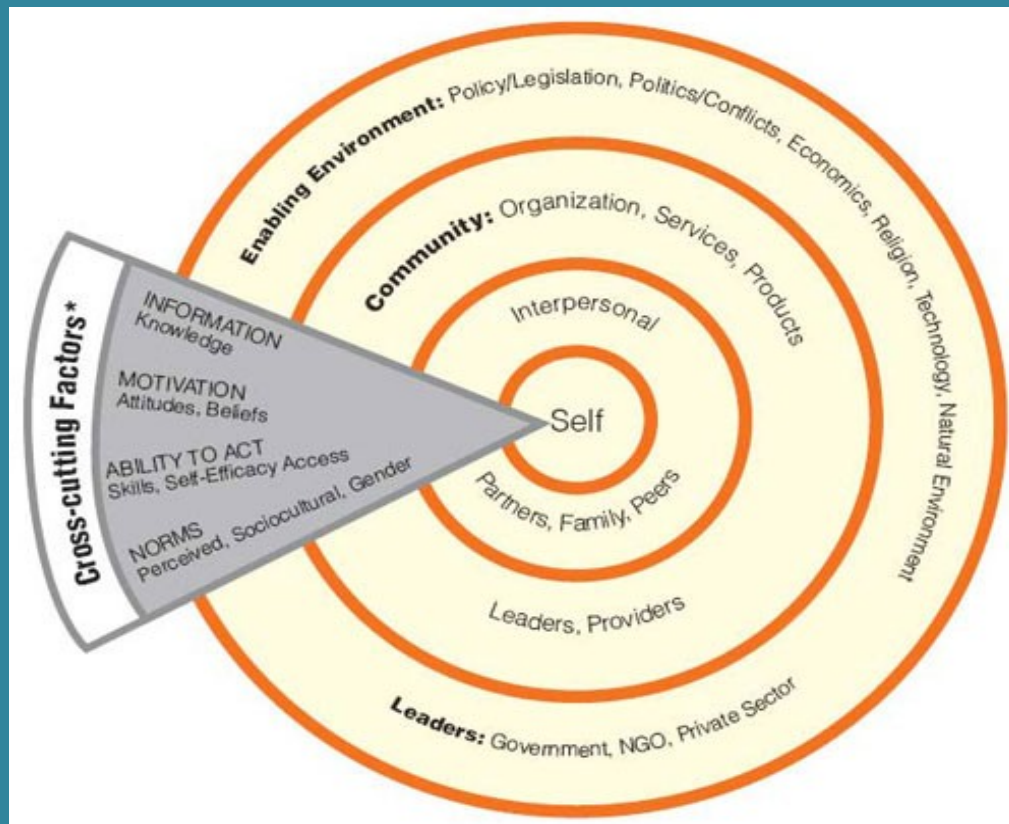 Enabling Environment: Policy/Legislation, Politics/Conflicts, Economics, Religion, Technology, Natural Environment
Community: Organization, Services, Products
Interpersonal
Self
Partners, Family, Peers
Leaders, Providers
Leaders: Government, NGO, Private Sector
Cross-cutting Factors*
INFORMATION
Knowledge
MOTIVATION
Attitudes, Beliefs
ABILITY TO ACT
Skills, Self-Efficacy Access
NORMS
Perceived, Sociocultural, Gender